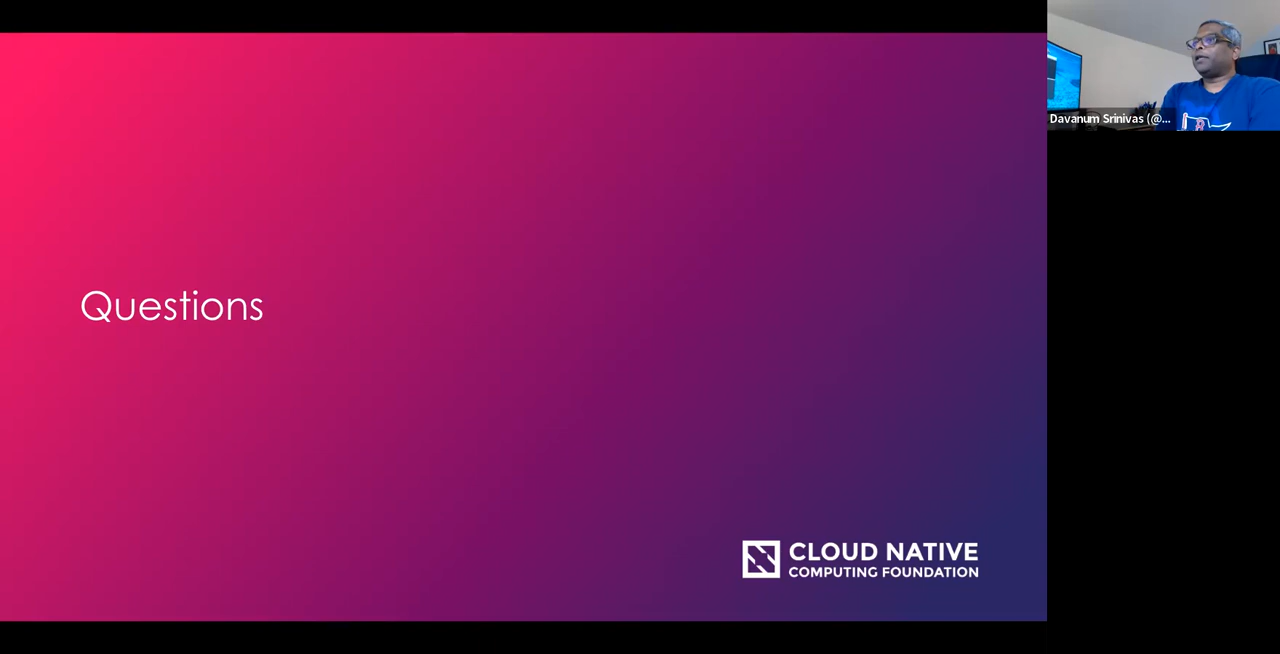 Questions
CLOUD NATIVE
COMPUTING FOUNDATION
Davanum Srinivas (@...